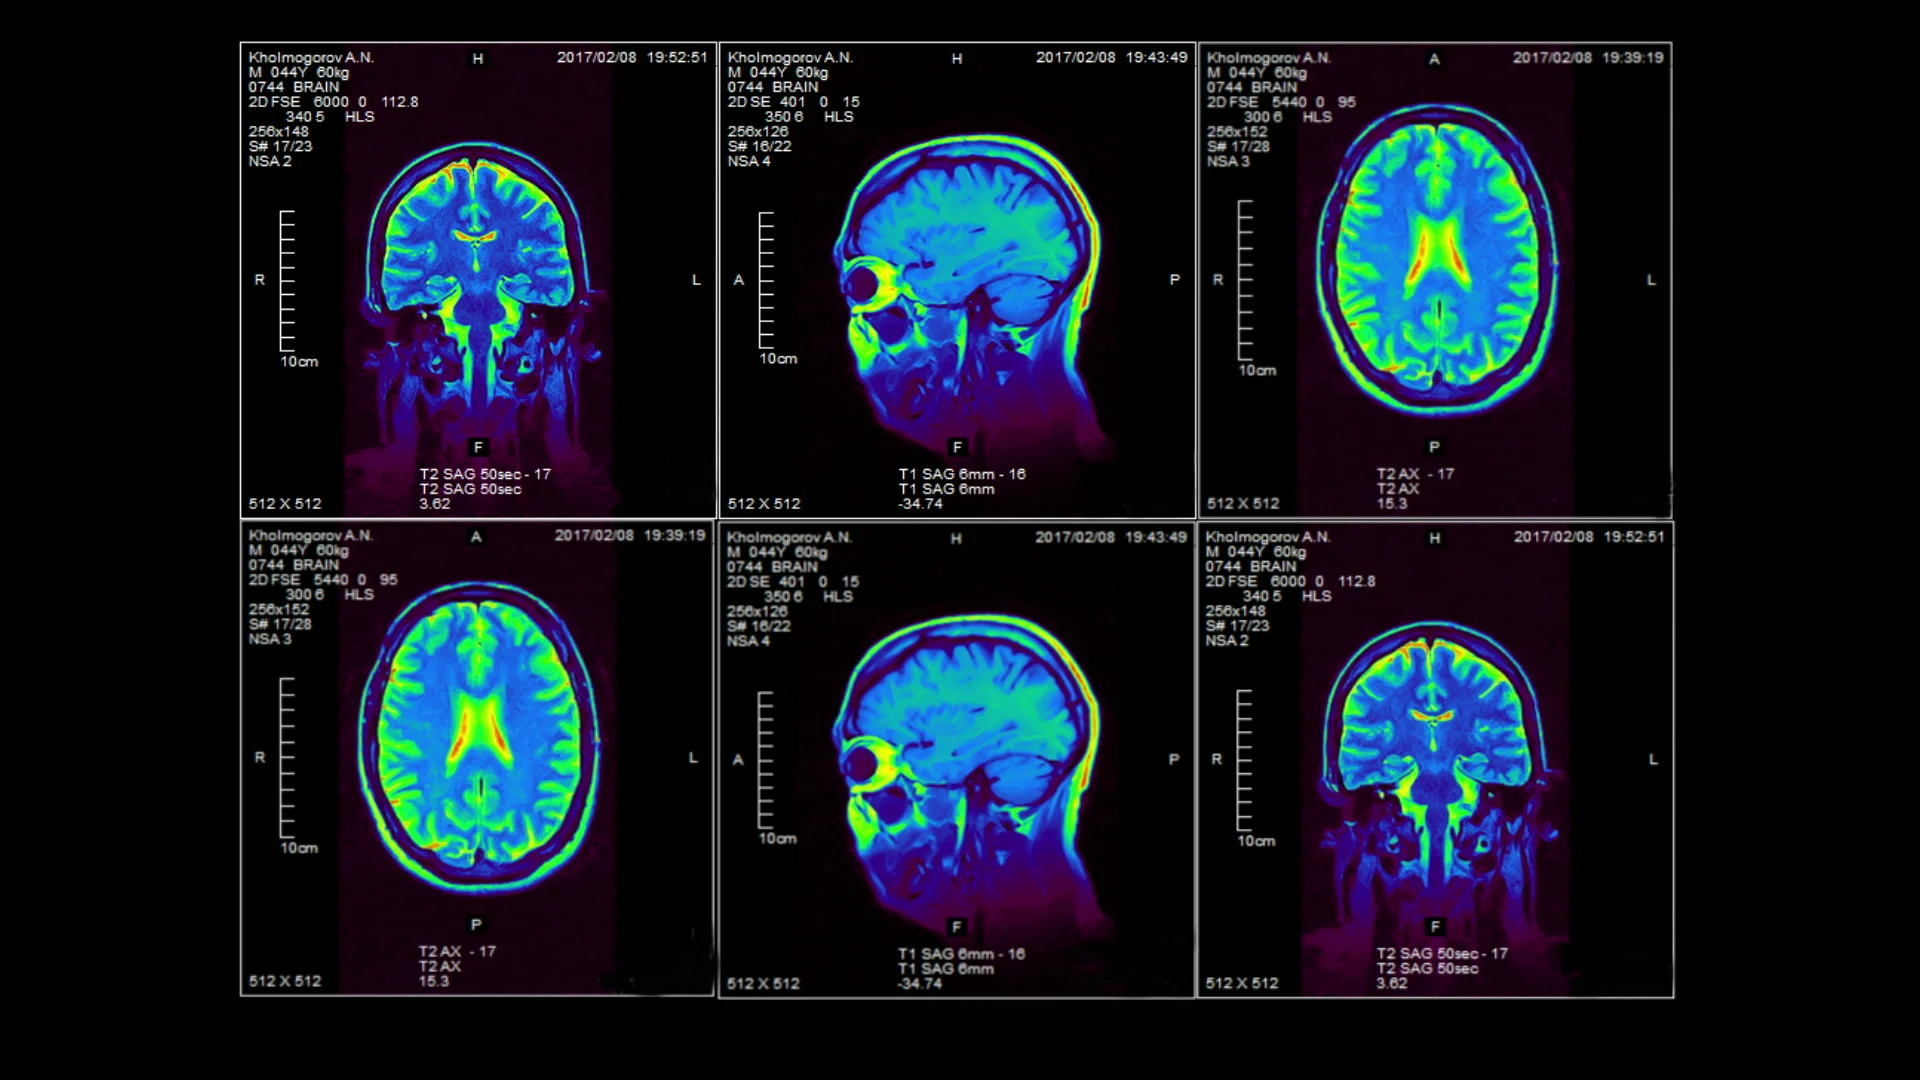 Kholmogorov A.N.
H
2017/02/08 19:52:51
M 044Y 60kg
0744 BRAIN
2D FSE 6000 0 112.8
340 5 HLS
256x148
S# 17/23
NSA 2
R
L
10cm
F
T2 SAG 50sec - 17
T2 SAG 50sec
512 X 512
3.62
Kholmogorov A.N.
H
2017/02/08 19:43:49
M 044Y 60kg
0744 BRAIN
2D SE 401 0 15
350 6 HLS
256x126
S# 16/22
NSA 4
A
P
10cm
F
T1 SAG 6mm - 16
T1 SAG 6mm
512 X 512
-34.74
Kholmogorov A.N.
A
2017/02/08 19:39:19
M 044Y 60kg
0744 BRAIN
2D FSE 5440 0 95
300 6 HLS
256x152
S# 17/28
NSA 3
R
L
10cm
P
T2 AX - 17
T2 AX
512 X 512
15.3
Kholmogorov A.N.
A
2017/02/08 19:39:19
M 044Y 60kg
0744 BRAIN
2D FSE 5440 0 95
300 6 HLS
256x152
S# 17/28
NSA 3
R
L
10cm
P
T2 AX - 17
T2 AX
512 X 512
15.3
Kholmogorov A.N.
H
2017/02/08 19:43:49
M 044Y 60kg
0744 BRAIN
2D SE 401 0 15
350 6 HLS
256x126
S# 16/22
NSA 4
A
P
10cm
F
T1 SAG 6mm - 16
T1 SAG 6mm
512 X 512
-34.74
Kholmogorov A.N.
H
2017/02/08 19:52:51
M 044Y 60kg
0744 BRAIN
2D FSE 6000 0 112.8
340 5 HLS
256x148
S# 17/23
NSA 2
R
L
10cm
F
T2 SAG 50sec - 17
T2 SAG 50sec
512 X 512
3.62